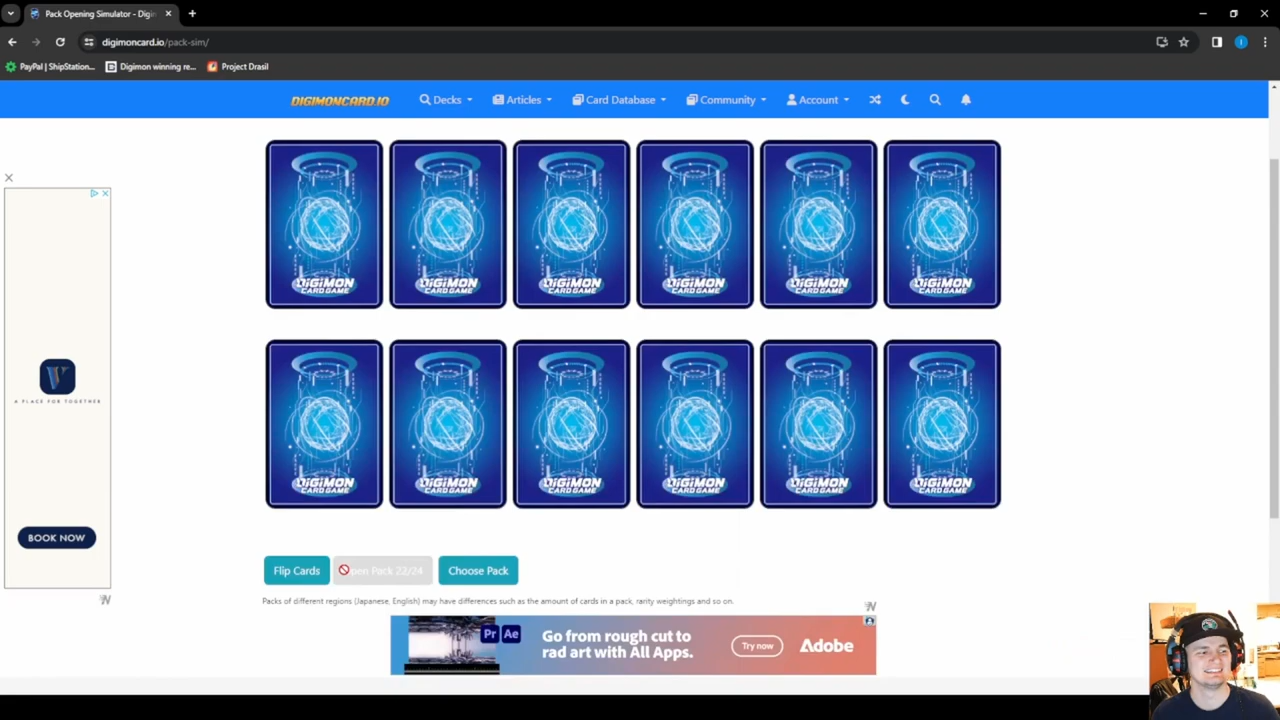 Pack Opening Simulator - Digi
digimoncard.io/pack-sim/
PayPal | ShipStation...
Digimon winning re...
Project Drasil
DIGIMONCARD.IO
Decks
Articles
Card Database
Community
Account
DIGIMON CARD GAME
DIGIMON CARD GAME
DIGIMON CARD GAME
DIGIMON CARD GAME
DIGIMON CARD GAME
DIGIMON CARD GAME
DIGIMON CARD GAME
DIGIMON CARD GAME
DIGIMON CARD GAME
DIGIMON CARD GAME
DIGIMON CARD GAME
DIGIMON CARD GAME
A PLACE FOR TOGETHER
BOOK NOW
Flip Cards
Pack 22/24
Choose Pack
Packs of different regions (Japanese, English) may have differences such as the amount of cards in a pack, rarity weightings and so on.
Pr Ae
Go from rough cut to
rad art with All Apps.
Try now
Adobe